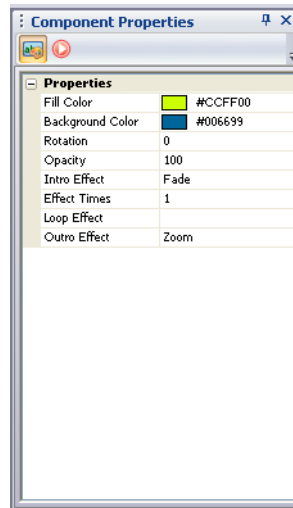 Component Properties
Properties
Fill Color #CCFF00
Background Color #006699
Rotation 0
Opacity 100
Intro Effect Fade
Effect Times 1
Loop Effect
Outro Effect Zoom